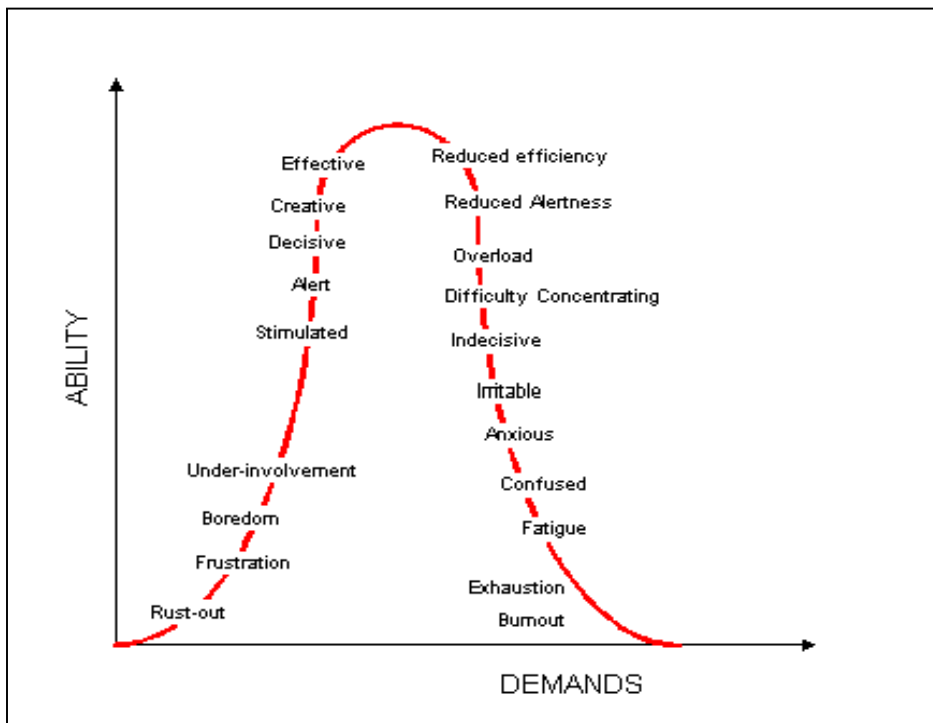 Effective
Creative
Decisive
Alert
Stimulated
Under-involvement
Boredom
Frustration
Rust-out
Reduced efficiency
Reduced Alertness
Overload
Difficulty Concentrating
Indecisive
Irritable
Anxious
Confused
Fatigue
Exhaustion
Burnout
ABILITY
DEMANDS